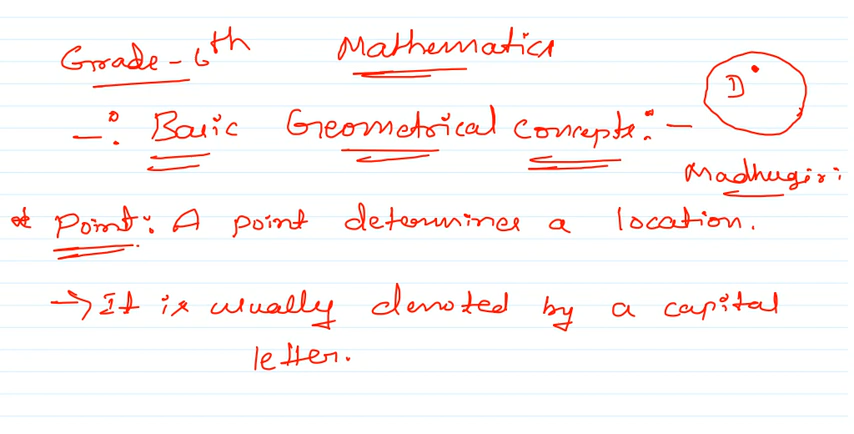 Grade-6th Mathematics
D
-: Basic Geometrical Concepts:-
Madhugiri
* Point: A point determines a location.
→ It is usually denoted by a capital
letter.